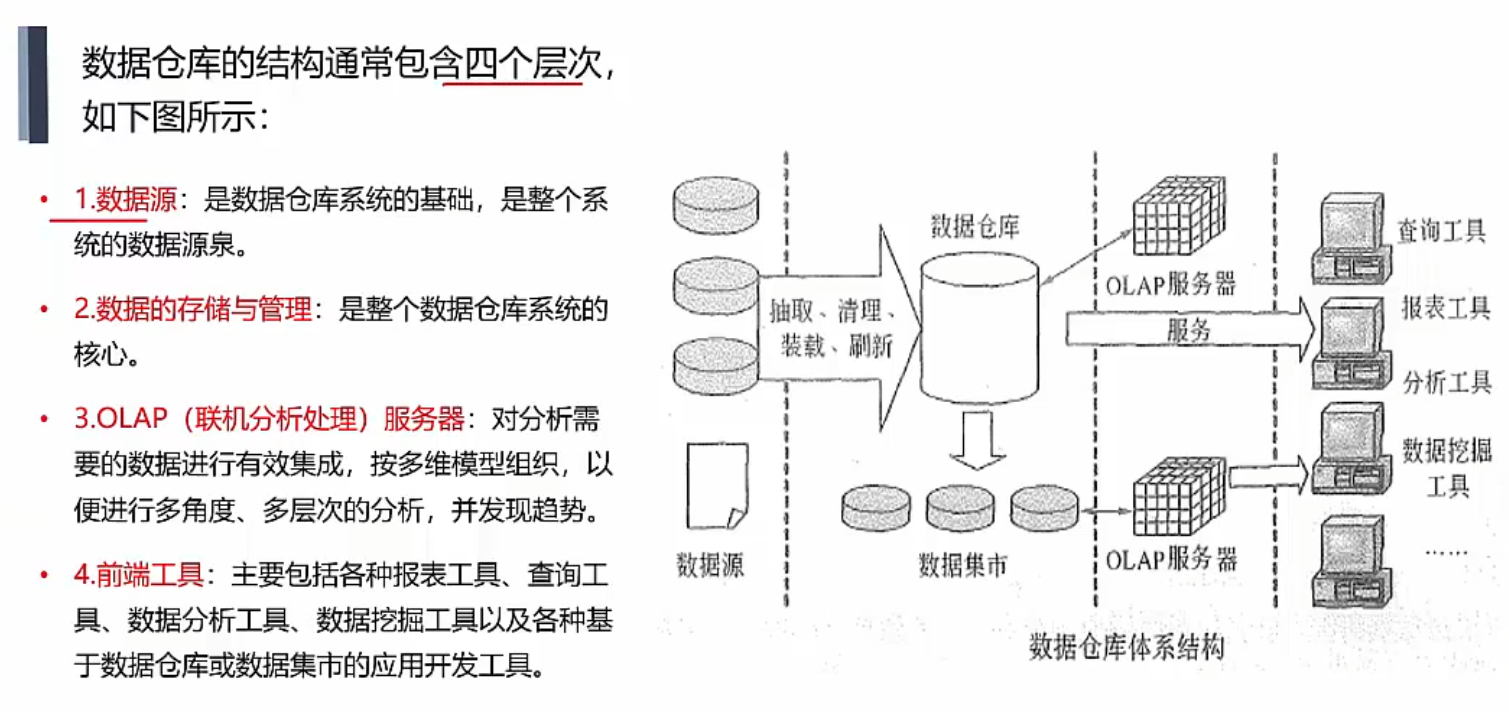 数据仓库的结构通常包含四个层次，
如下图所示：
• 1.数据源：是数据仓库系统的基础，是整个系
统的数据源泉。
• 2.数据的存储与管理：是整个数据仓库系统的
核心。
• 3.OLAP（联机分析处理）服务器：对分析需
要的数据进行有效集成，按多维模型组织，以
便进行多角度、多层次的分析，并发现趋势。
• 4.前端工具：主要包括各种报表工具、查询工
具、数据分析工具、数据挖掘工具以及各种基
于数据仓库或数据集市的应用开发工具。
数据源
抽取、清理、
装载、刷新
数据仓库
数据集市
OLAP服务器
服务
OLAP服务器
查询工具
报表工具
分析工具
数据挖掘
工具
……
数据仓库体系结构